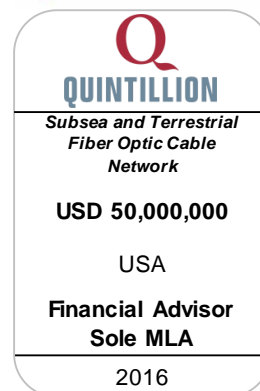 Q
QUINTILLION
Subsea and Terrestrial
Fiber Optic Cable
Network
USD 50,000,000
USA
Financial Advisor
Sole MLA
2016